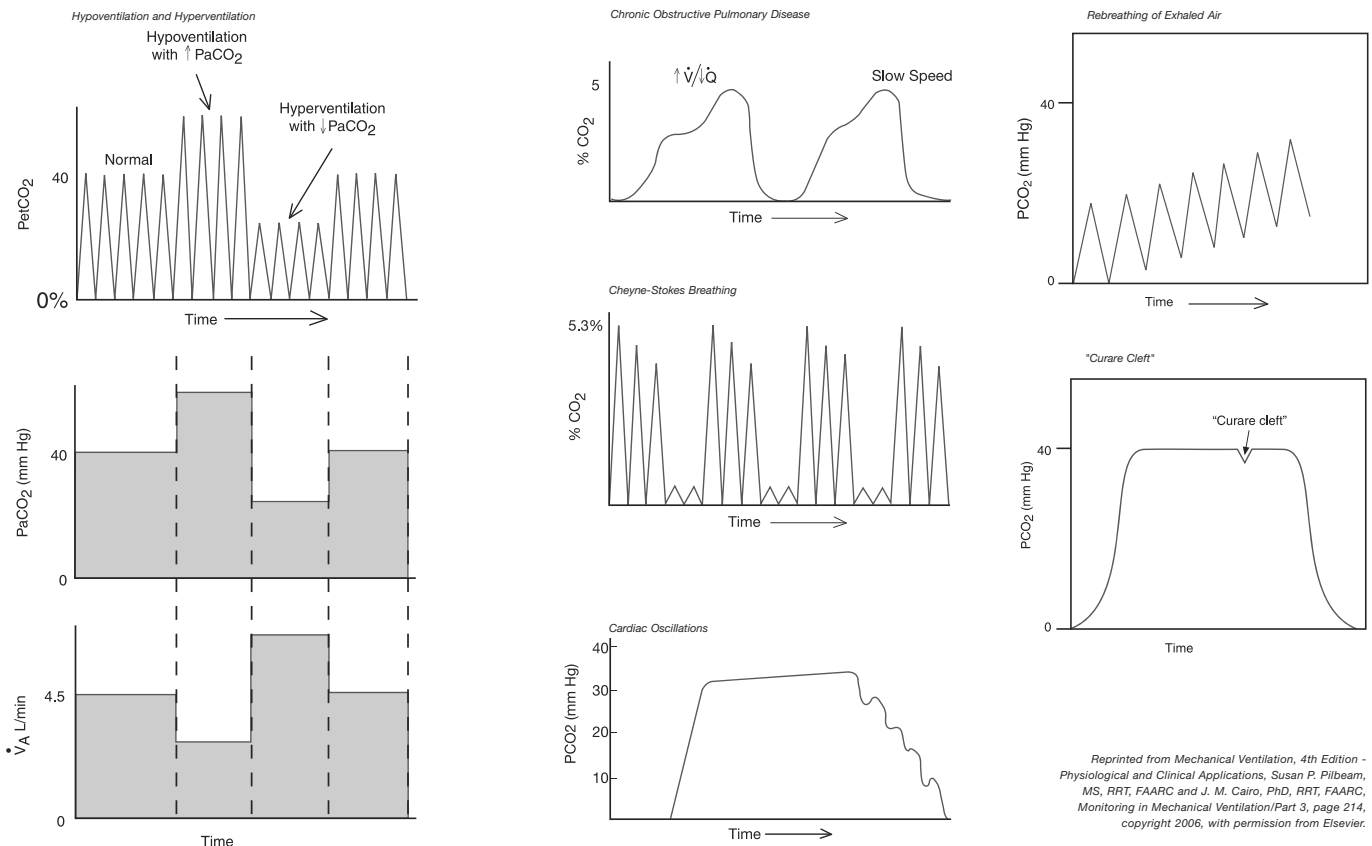 Hypoventilation and Hyperventilation
Hypoventilation
with ↑ PaCO2
Hyperventilation
with ↓PaCO2
Normal
40
PetCO2
0%
Time
PaCO2 (mm Hg)
40
0
4.5
V̇A L/min
0
Time
Chronic Obstructive Pulmonary Disease
↑ V̇/↓Q̇
Slow Speed
5
% CO2
Time
Cheyne-Stokes Breathing
5.3%
% CO2
Time
Cardiac Oscillations
40
30
20
10
PCO2 (mm Hg)
Time
Rebreathing of Exhaled Air
40
PCO2 (mm Hg)
0
Time
"Curare Cleft"
“Curare cleft”
40
PCO2 (mm Hg)
0
Time
Reprinted from Mechanical Ventilation, 4th Edition -
Physiological and Clinical Applications, Susan P. Pilbeam,
MS, RRT, FAARC and J. M. Cairo, PhD, RRT, FAARC,
Monitoring in Mechanical Ventilation/Part 3, page 214,
copyright 2006, with permission from Elsevier.